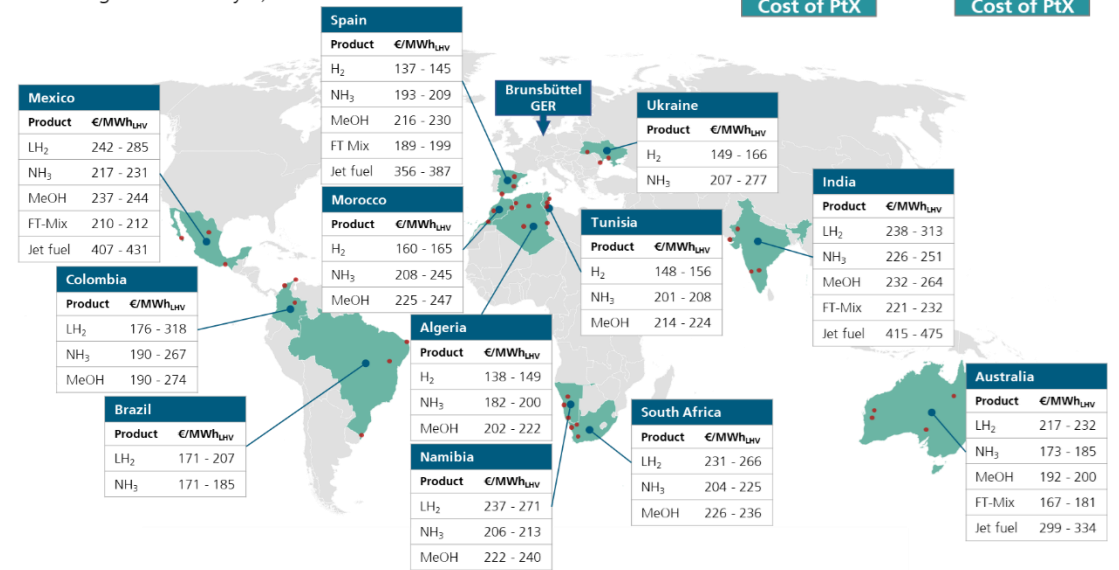 Cost of PtX
Cost of PtX
Spain
Product €/MWhLHV
H2 137 - 145
NH3 193 - 209
MeOH 216 - 230
FT Mix 189 - 199
Jet fuel 356 - 387
Brunsbüttel
GER
Ukraine
Product €/MWhLHV
H2 149 - 166
NH3 207 - 277
Mexico
Product €/MWhLHV
LH2 242 - 285
NH3 217 - 231
MeOH 237 - 244
FT-Mix 210 - 212
Jet fuel 407 - 431
India
Product €/MWhLHV
LH2 238 - 313
NH3 226 - 251
MeOH 232 - 264
FT-Mix 221 - 232
Jet fuel 415 - 475
Morocco
Product €/MWhLHV
H2 160 - 165
NH3 208 - 245
MeOH 225 - 247
Tunisia
Product €/MWhLHV
H2 148 - 156
NH3 201 - 208
MeOH 214 - 224
Colombia
Product €/MWhLHV
LH2 176 - 318
NH3 190 - 267
MeOH 190 - 274
Algeria
Product €/MWhLHV
H2 138 - 149
NH3 182 - 200
MeOH 202 - 222
Australia
Product €/MWhLHV
LH2 217 - 232
NH3 173 - 185
MeOH 192 - 200
FT-Mix 167 - 181
Jet fuel 299 - 334
Brazil
Product €/MWhLHV
LH2 171 - 207
NH3 171 - 185
South Africa
Product €/MWhLHV
LH2 231 - 266
NH3 204 - 225
MeOH 226 - 236
Namibia
Product €/MWhLHV
LH2 237 - 271
NH3 206 - 213
MeOH 222 - 240